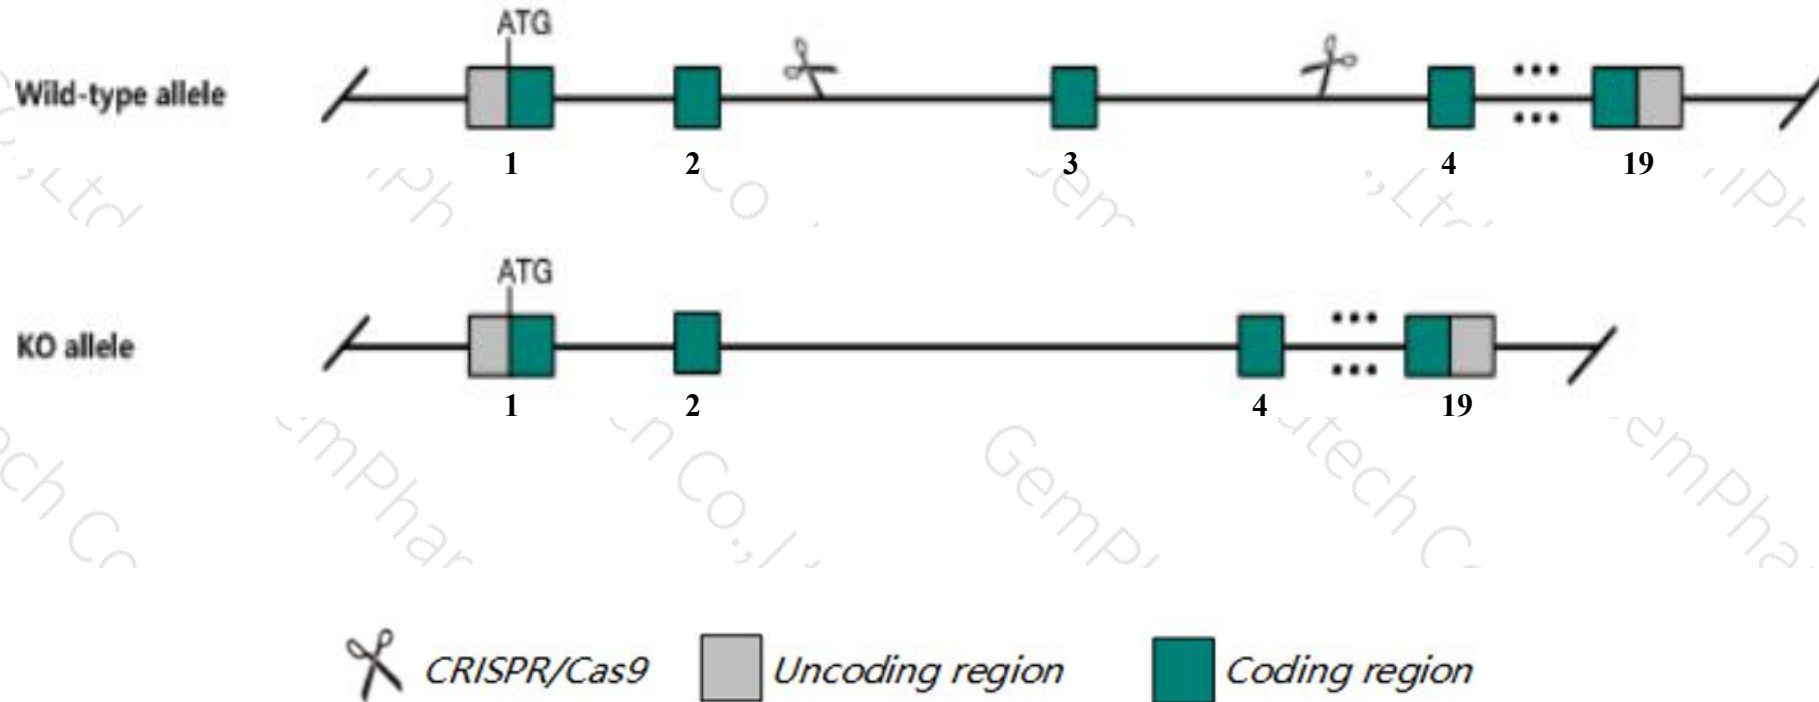 ATG
Wild-type allele
1 2 3 4 19
ATG
KO allele
1 2 4 19
CRISPR/Cas9 Uncoding region Coding region